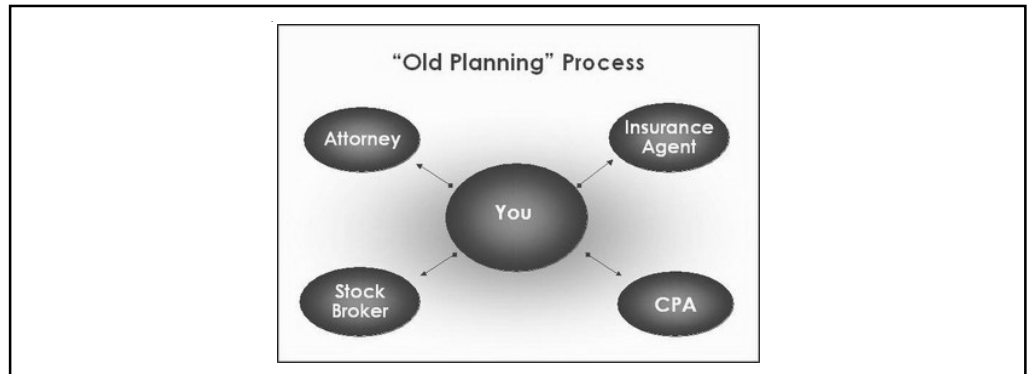 “Old Planning” Process
Attorney
Insurance
Agent
You
Stock
Broker
CPA